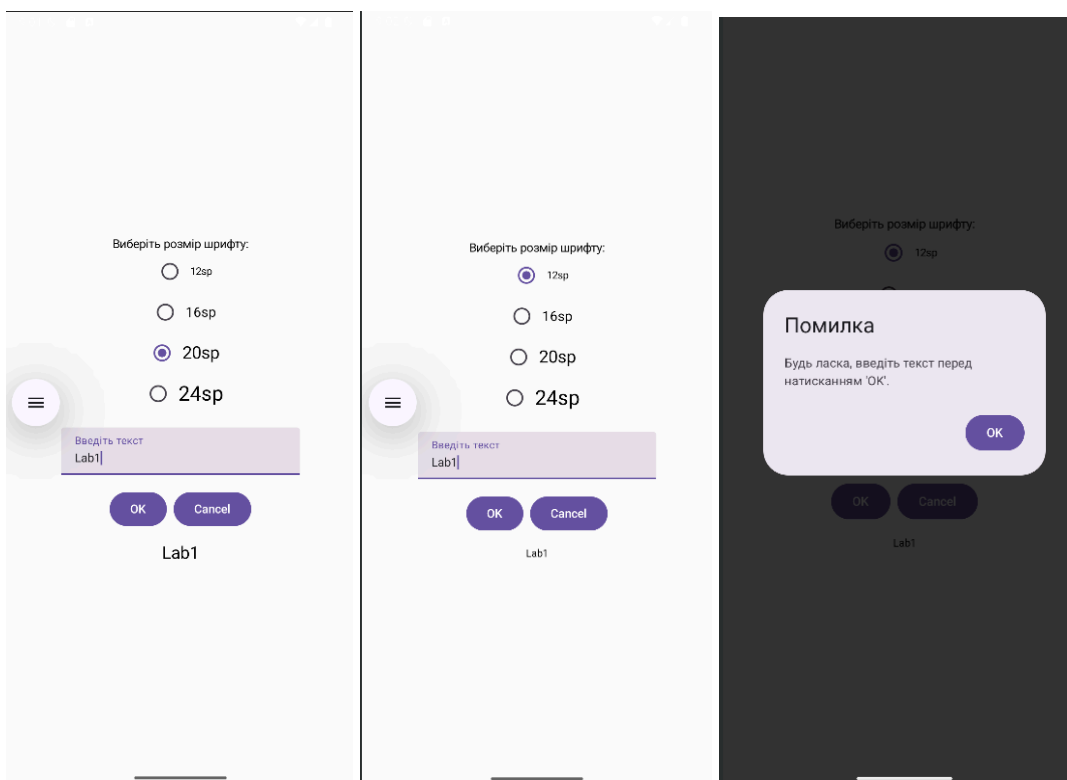 Виберіть розмір шрифту:
12sp
16sp
20sp
24sp
Введіть текст
Lab1
OK Cancel
Lab1
Виберіть розмір шрифту:
12sp
16sp
20sp
24sp
Введіть текст
Lab1
OK Cancel
Lab1
Виберіть розмір шрифту:
12sp
Помилка
Будь ласка, введіть текст перед
натисканням 'OK'.
OK
OK Cancel
Lab1